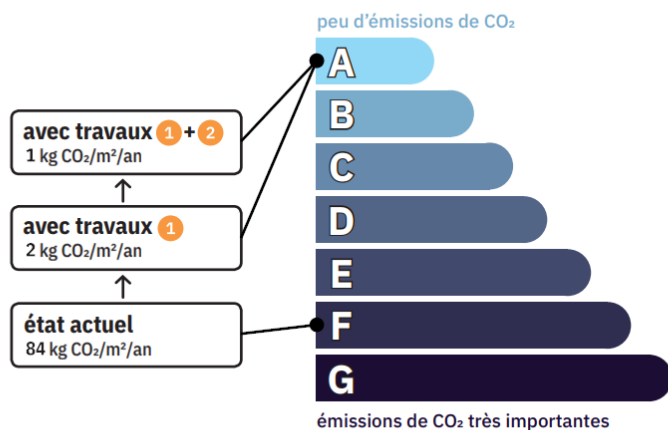 peu d'émissions de CO₂
A
B
C
D
E
F
G
émissions de CO₂ très importantes
avec travaux 1 + 2
1 kg CO₂/m²/an
avec travaux 1
2 kg CO₂/m²/an
état actuel
84 kg CO₂/m²/an